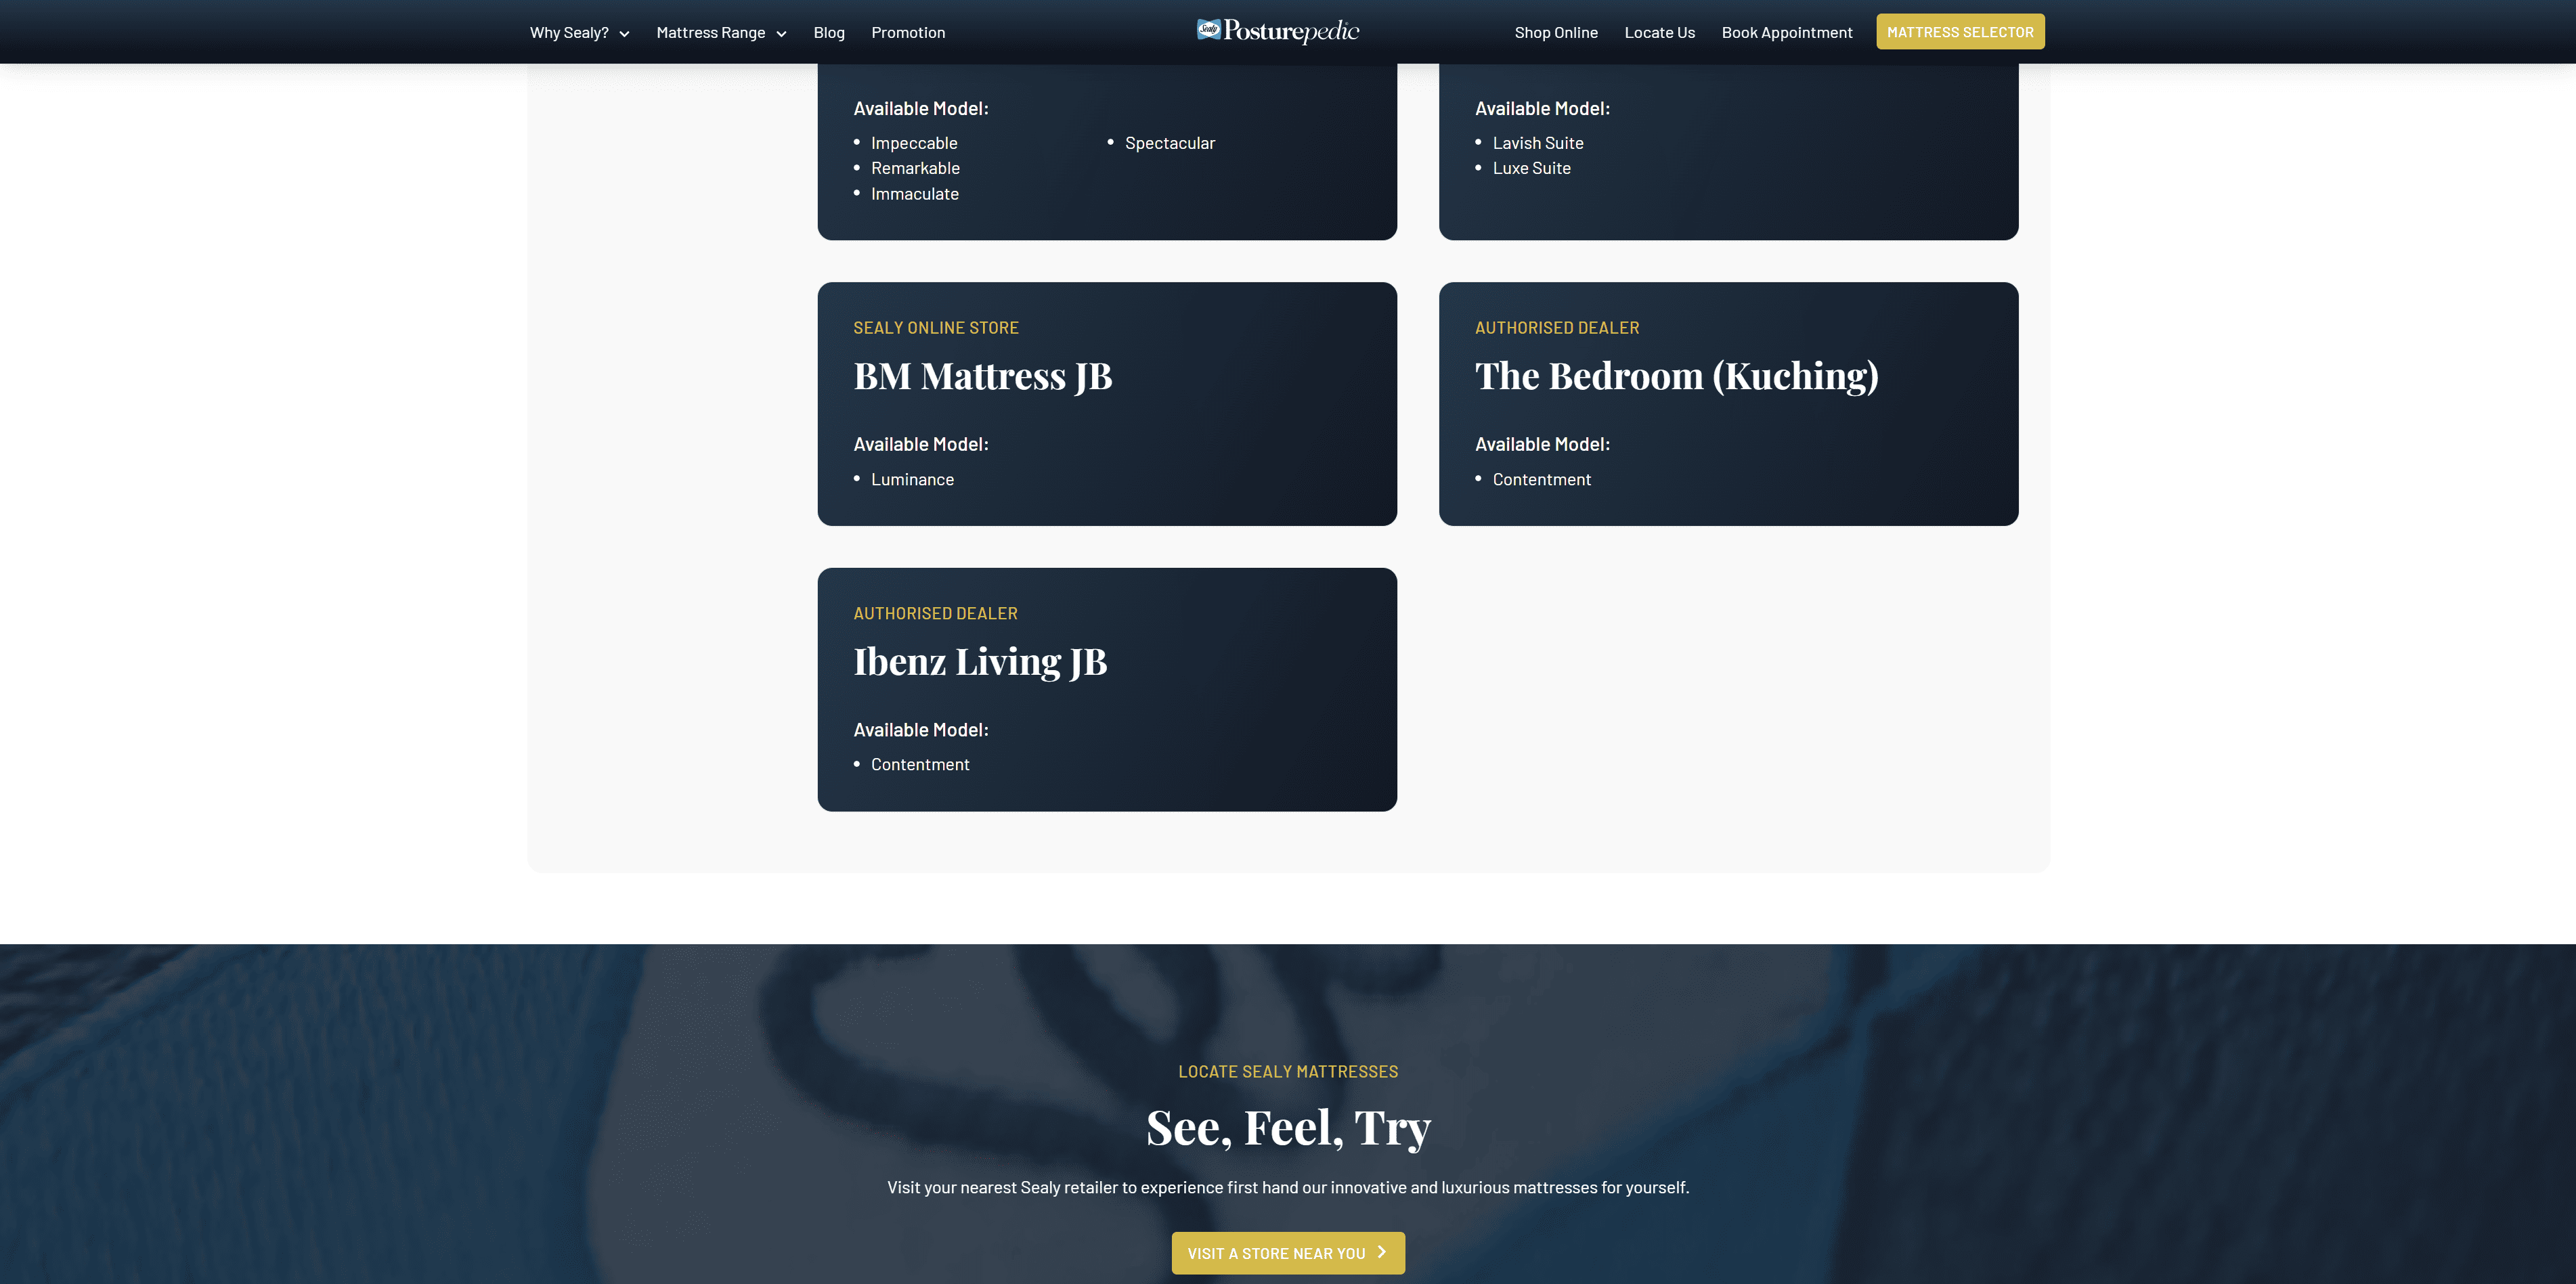 Why Sealy?
Mattress Range
Blog
Promotion
Sealy Posturepedic
Shop Online
Locate Us
Book Appointment
MATTRESS SELECTOR
Available Model:
• Impeccable
• Remarkable
• Immaculate
• Spectacular
Available Model:
• Lavish Suite
• Luxe Suite
SEALY ONLINE STORE
BM Mattress JB
Available Model:
• Luminance
AUTHORISED DEALER
The Bedroom (Kuching)
Available Model:
• Contentment
AUTHORISED DEALER
Ibenz Living JB
Available Model:
• Contentment
LOCATE SEALY MATTRESSES
See, Feel, Try
Visit your nearest Sealy retailer to experience first hand our innovative and luxurious mattresses for yourself.
VISIT A STORE NEAR YOU